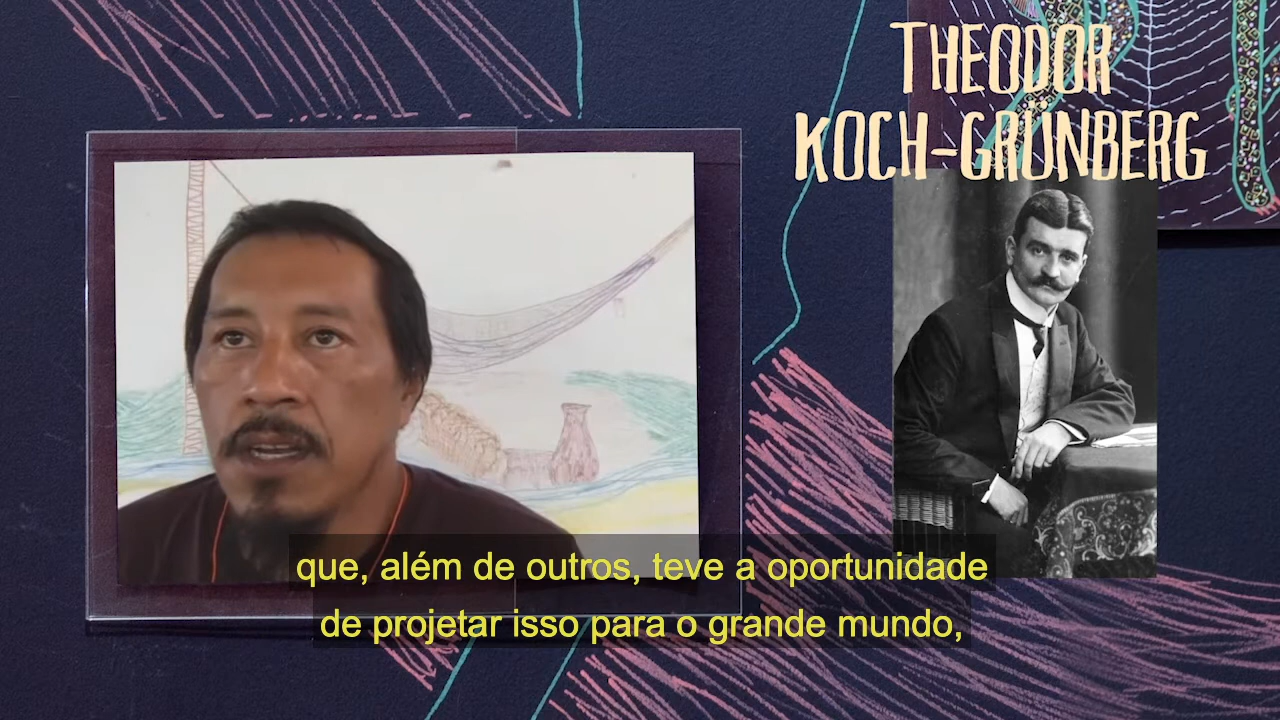 THEODOR
KOCH-GRÜNBERG
que, além de outros, teve a oportunidade
de projetar isso para o grande mundo,